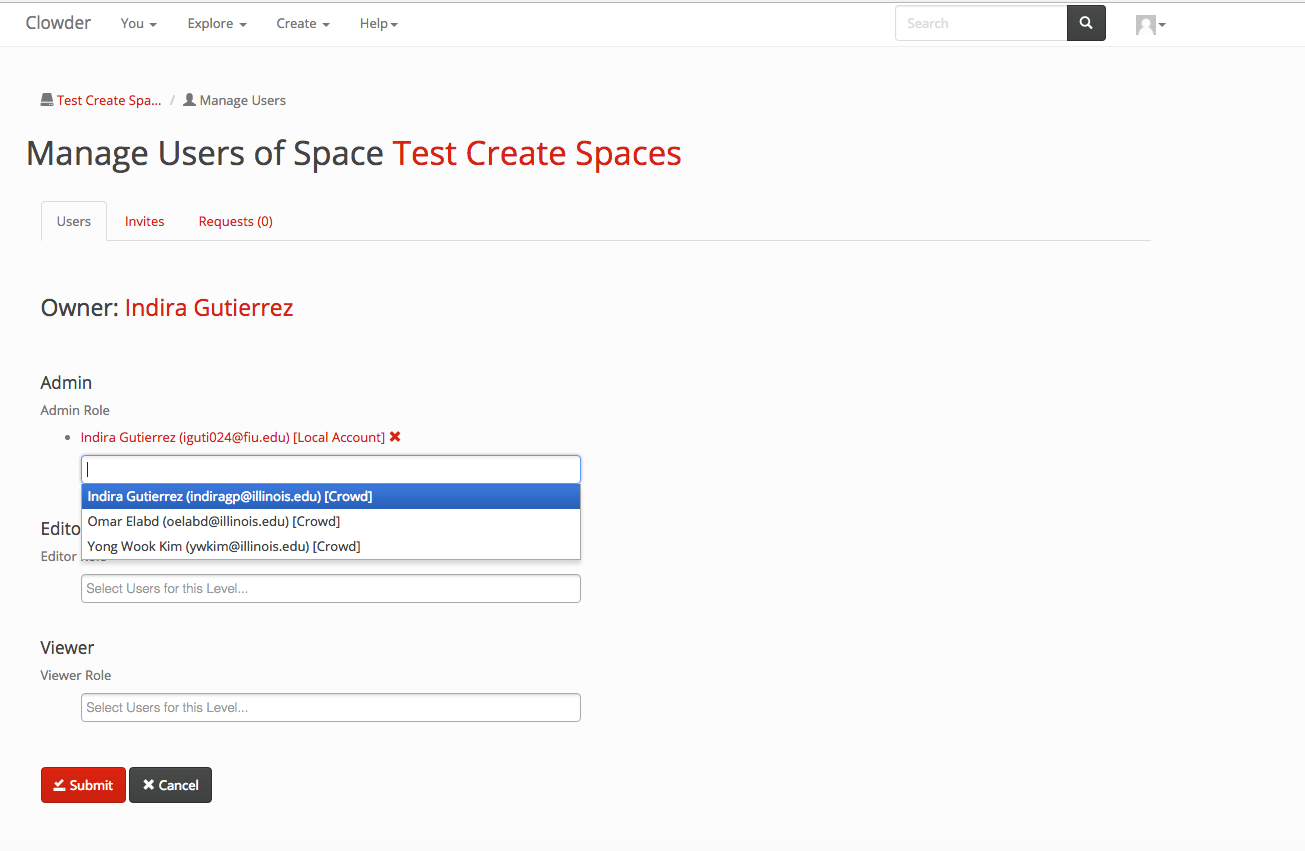 Clowder You Explore Create Help Search
Test Create Spa... / Manage Users
Manage Users of Space Test Create Spaces
Users Invites Requests (0)
Owner: Indira Gutierrez
Admin
Admin Role
Indira Gutierrez (iguti024@fiu.edu) [Local Account]
Indira Gutierrez (indiragp@illinois.edu) [Crowd]
Omar Elabd (oelabd@illinois.edu) [Crowd]
Edito
Yong Wook Kim (ywkim@illinois.edu) [Crowd]
Editor
Select Users for this Level...
Viewer
Viewer Role
Select Users for this Level...
Submit Cancel